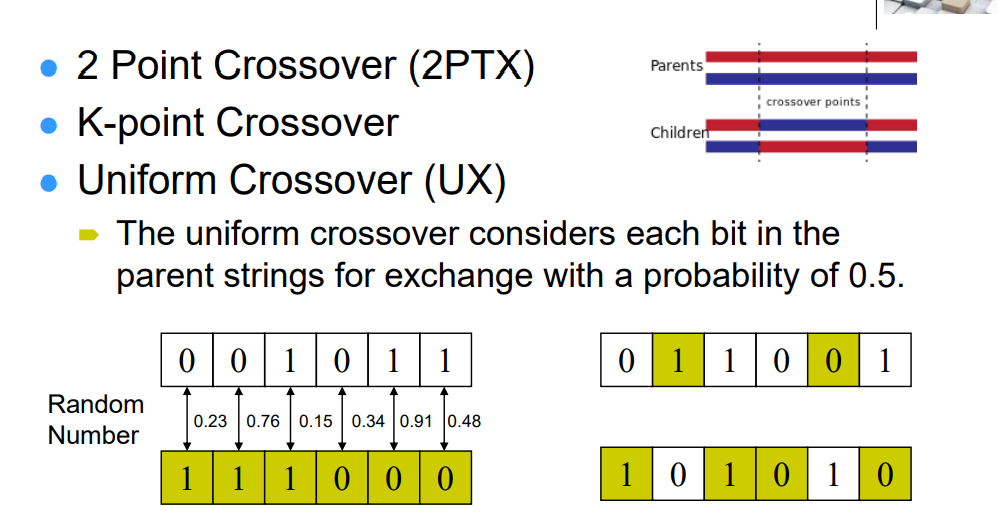 2 Point Crossover (2PTX)
K-point Crossover
Uniform Crossover (UX)
The uniform crossover considers each bit in the
parent strings for exchange with a probability of 0.5.
Parents
crossover points
Children
0 0 1 0 1 1
Random
Number
0.23 0.76 0.15 0.34 0.91 0.48
1 1 1 0 0 0
0 1 1 0 0 1
1 0 1 0 1 0